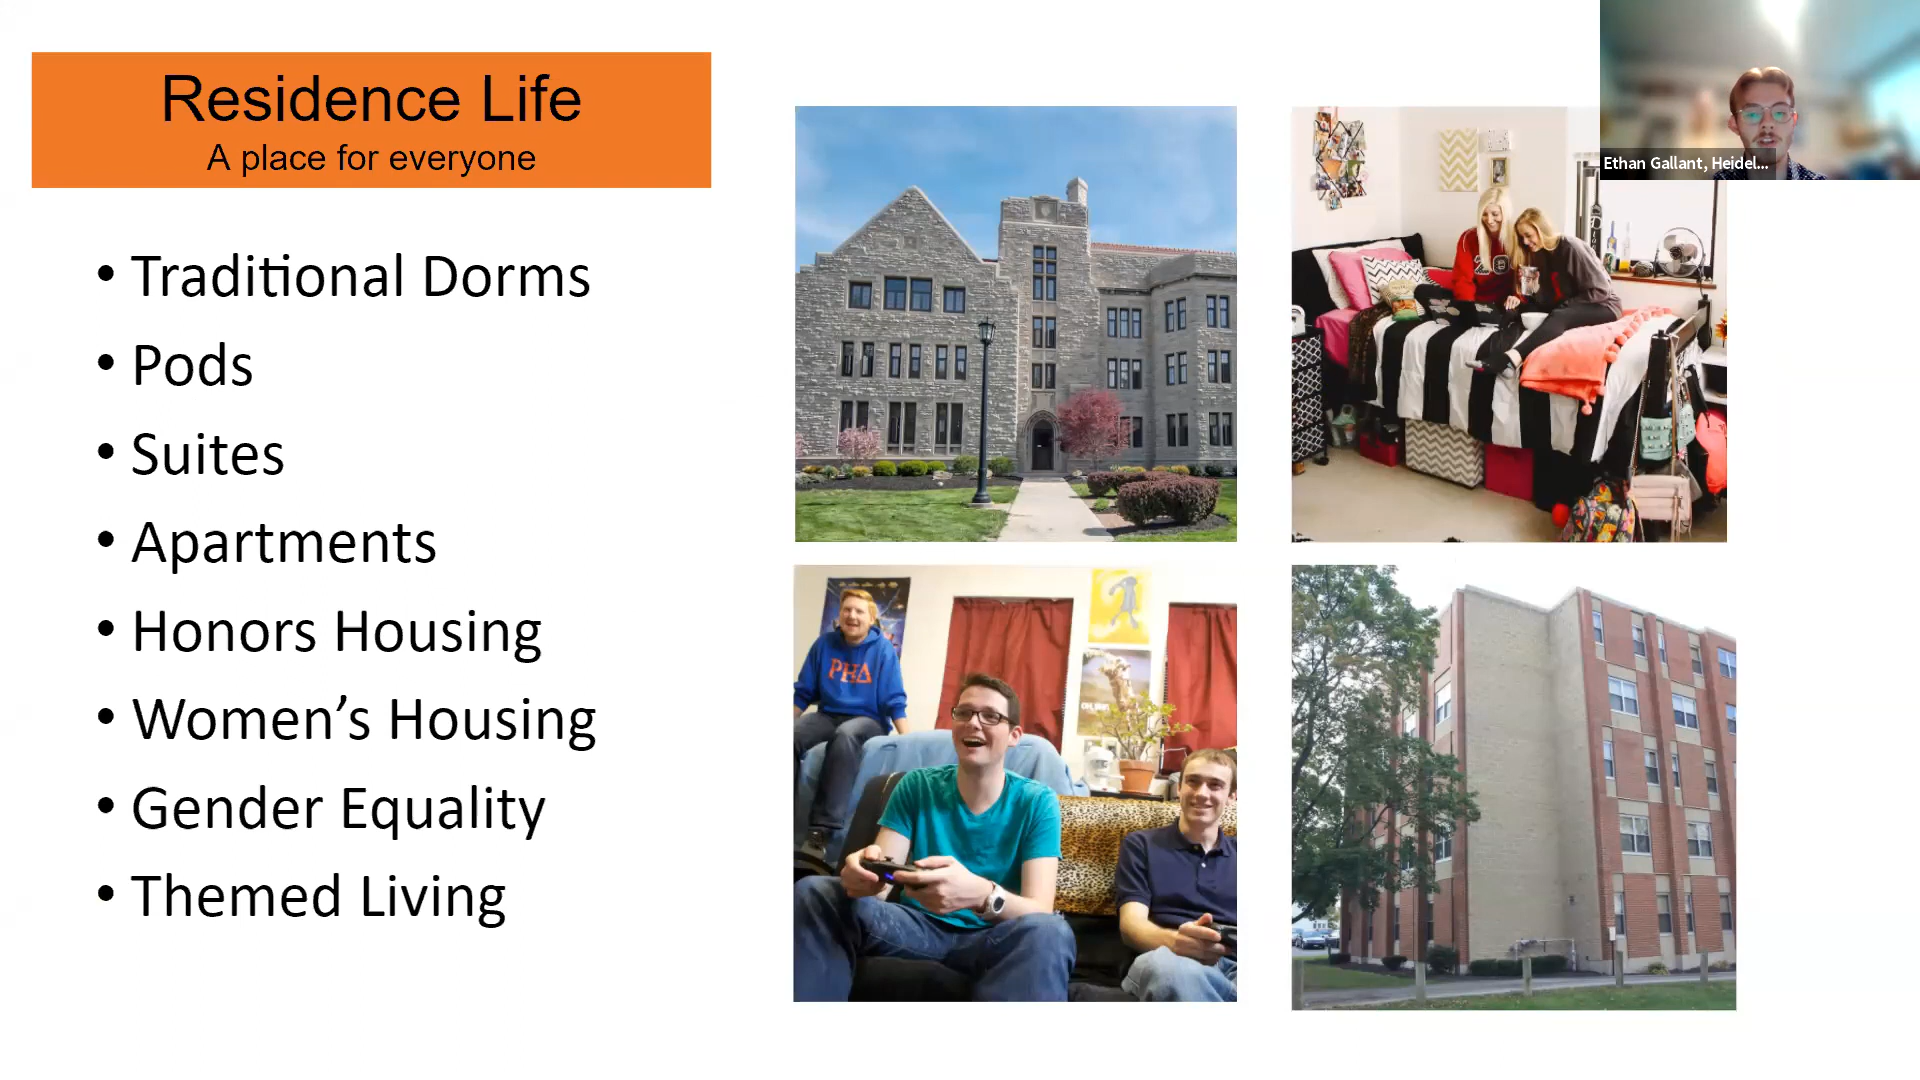 Residence Life
A place for everyone
• Traditional Dorms
• Pods
• Suites
• Apartments
• Honors Housing
• Women’s Housing
• Gender Equality
• Themed Living
Ethan Gallant, Heidel...
ΡΗΔ